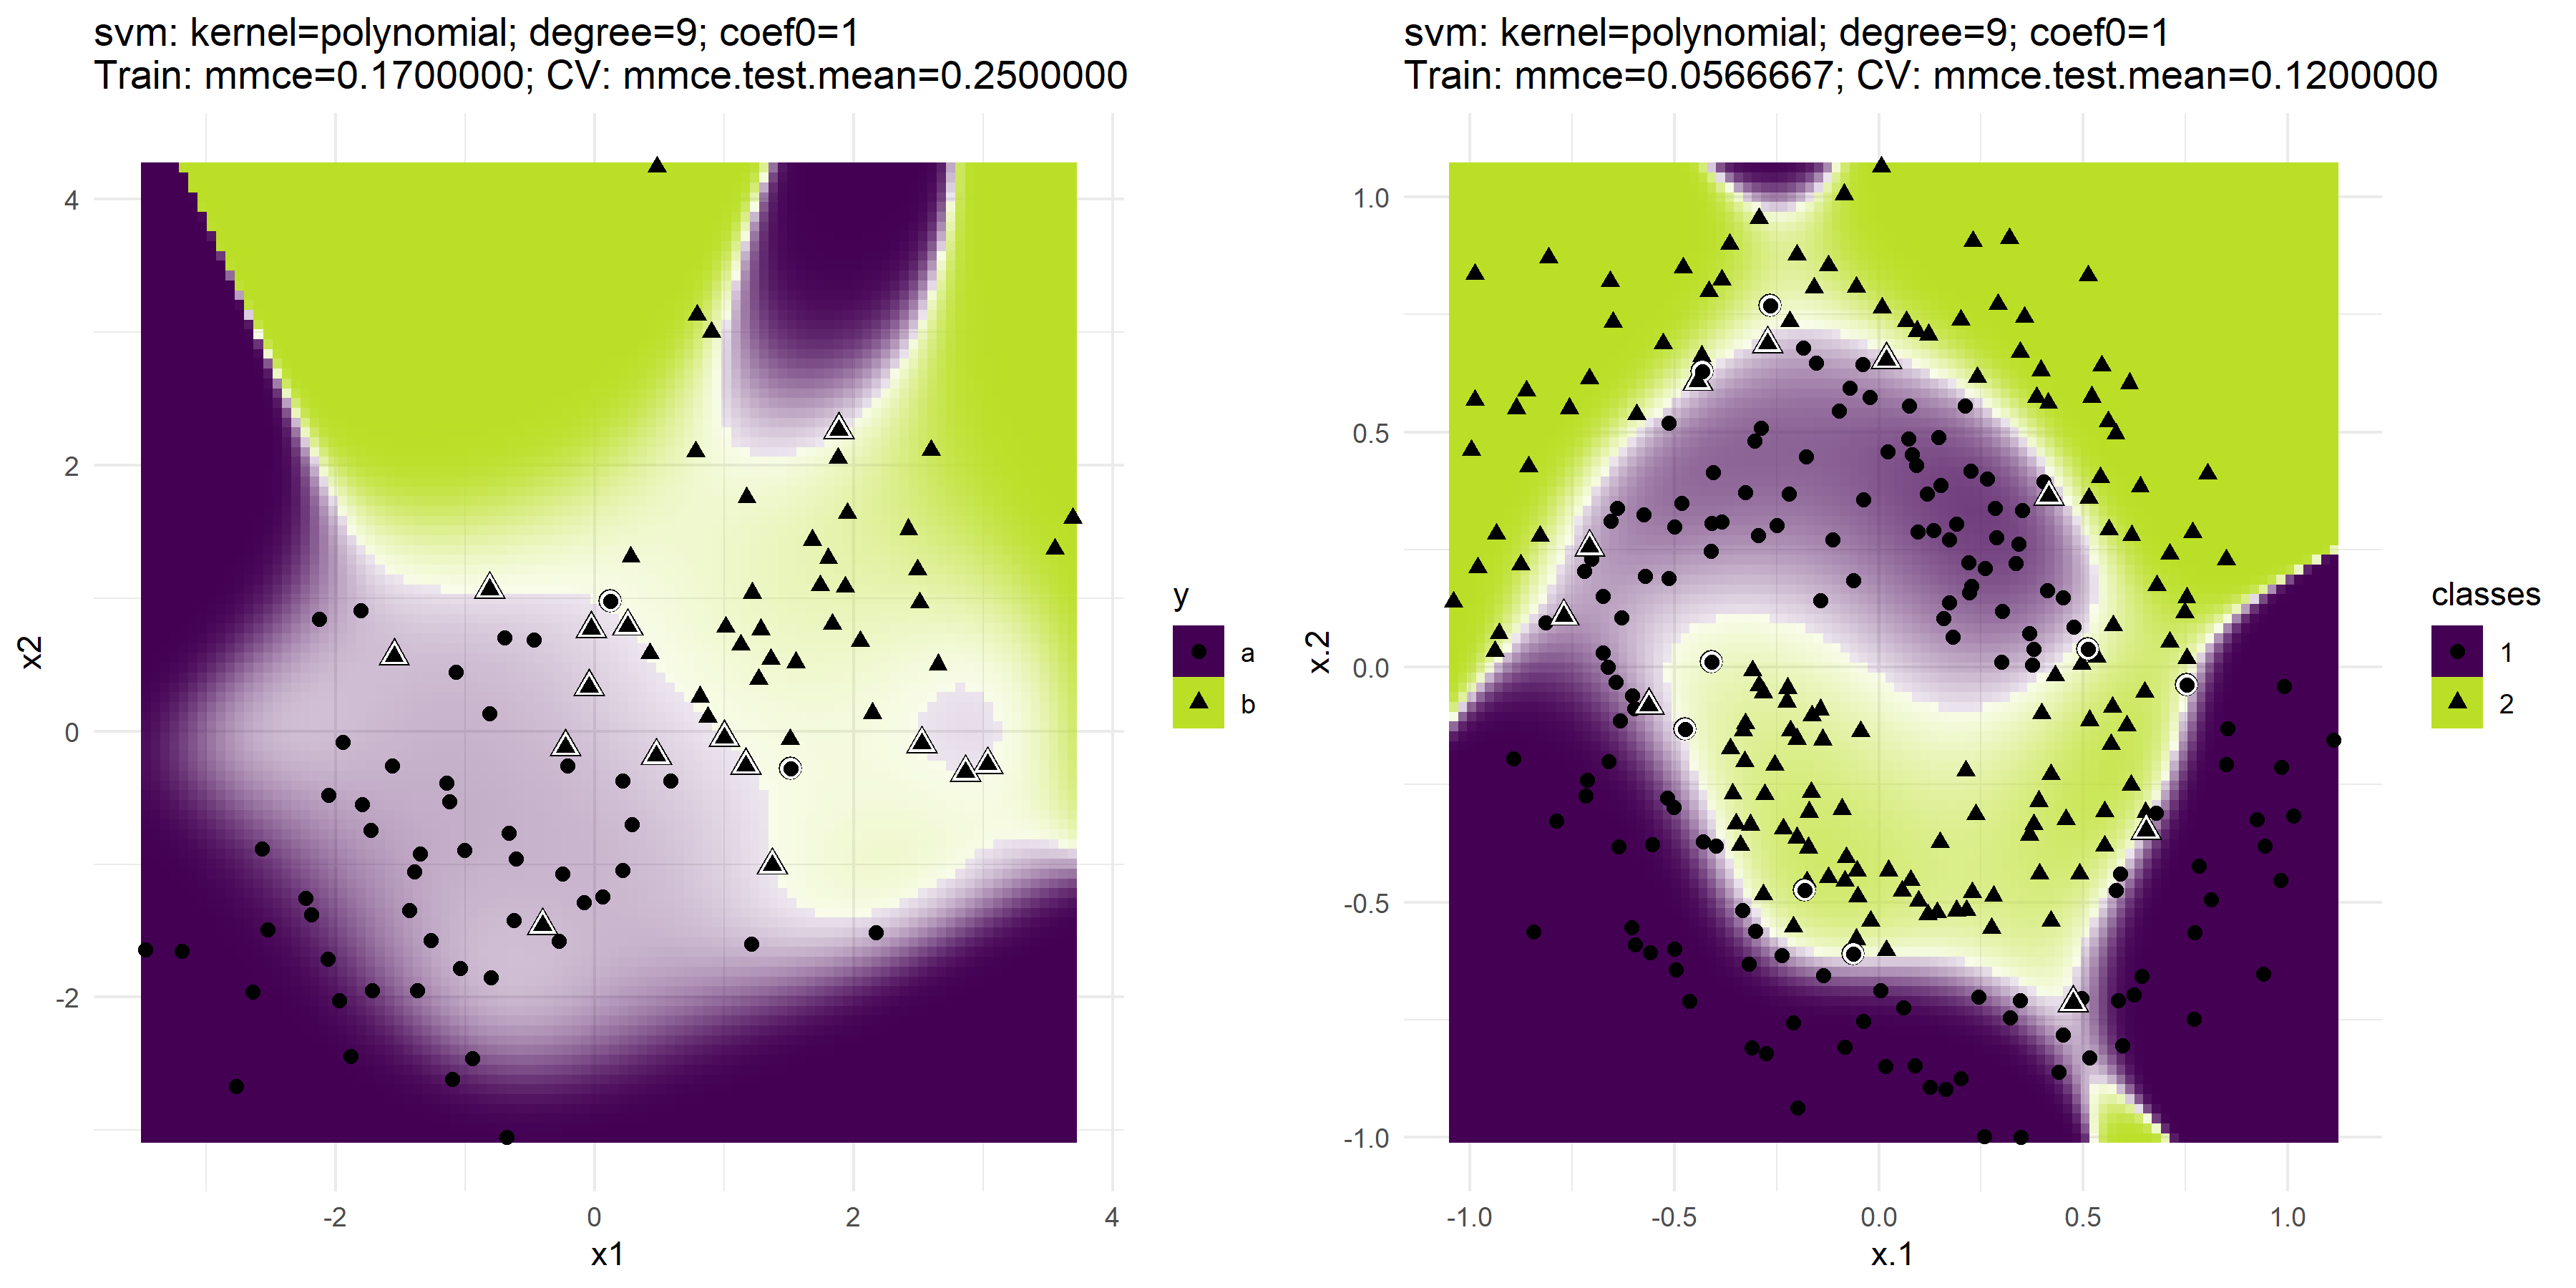 svm: kernel=polynomial; degree=9; coef0=1
Train: mmce=0.1700000; CV: mmce.test.mean=0.2500000
4
2
0
-2
x2
-2
0
2
4
x1
y
a
b
svm: kernel=polynomial; degree=9; coef0=1
Train: mmce=0.0566667; CV: mmce.test.mean=0.1200000
1.0
0.5
0.0
-0.5
-1.0
x.2
-1.0
-0.5
0.0
0.5
1.0
x.1
classes
1
2